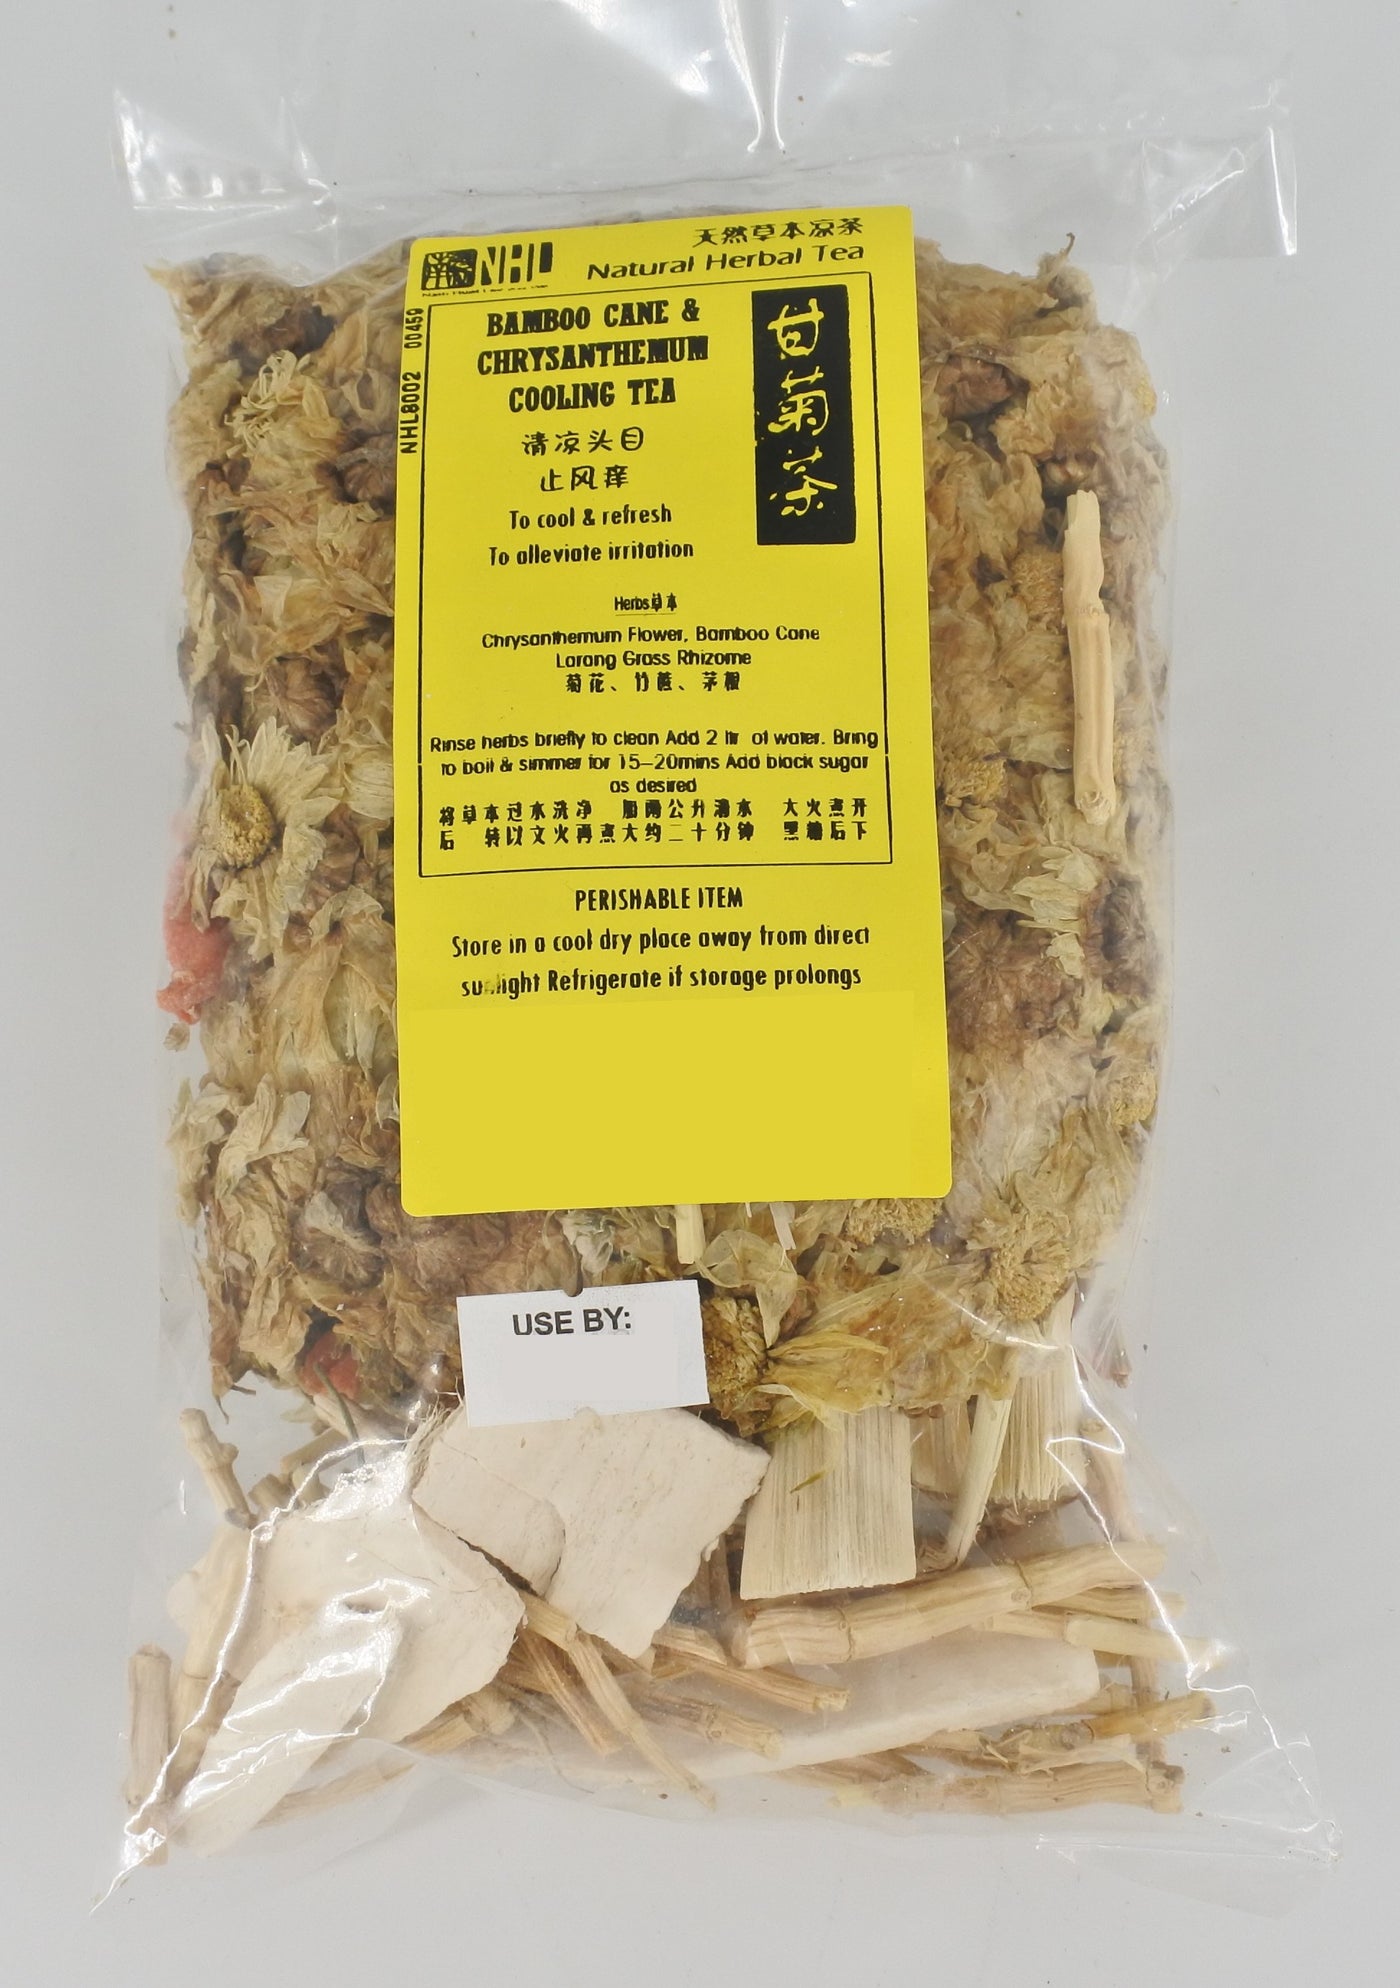 NHL
天然草本凉茶
Natural Herbal Tea
NHL8002 00459
BAMBOO CANE &
CHRYSANTHEMUM
COOLING TEA
甘菊茶
清凉头目
止风痒
To cool & refresh
To alleviate irritation
Herbs草本
Chrysanthemum Flower, Bamboo Cane
Larang Grass Rhizome
菊花、竹蔗、茅根
Rinse herbs briefly to clean Add 2 ltr of water. Bring
to boil & simmer for 15-20mins Add black sugar
as desired
将草本过水洗净 加两公升清水 大火煮开
后 转以文火再煮大约二十分钟 黑糖后下
PERISHABLE ITEM
Store in a cool dry place away from direct
sunlight Refrigerate if storage prolongs
USE BY: